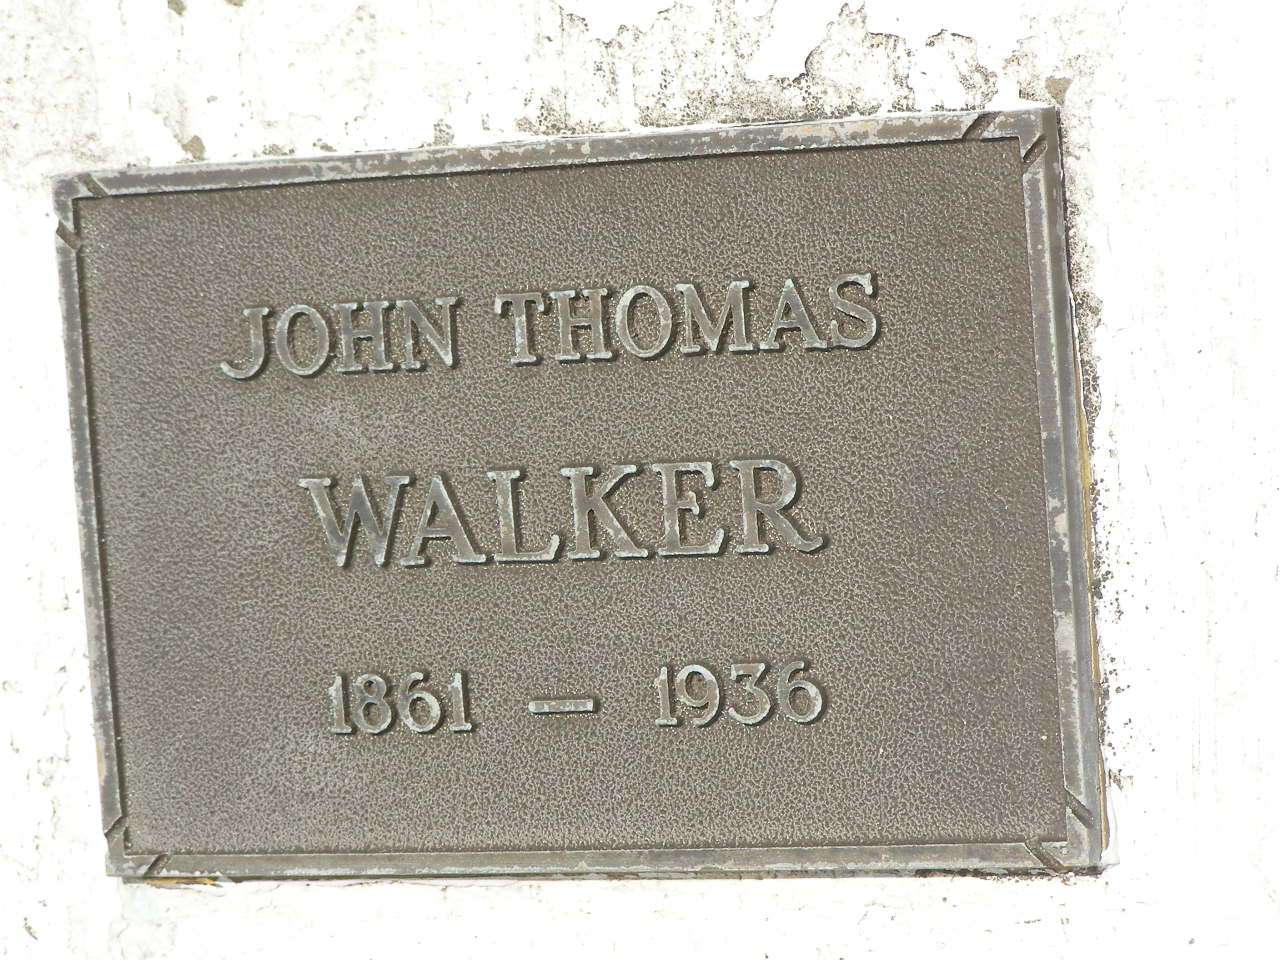 JOHN THOMAS
WALKER
1861 — 1936